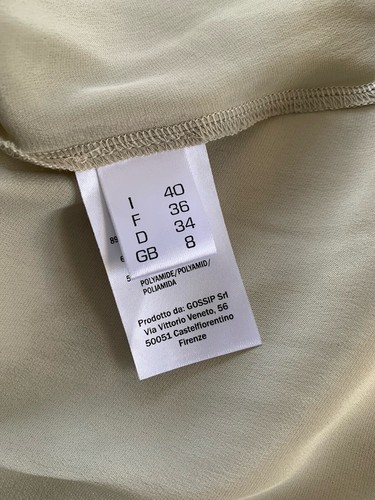 I 40
F 36
D 34
GB 8
POLYAMIDE/POLYAMID/
POLIAMIDA
Prodotto da: GOSSIP Srl
Via Vittorio Veneto, 56
50051 Castelfiorentino
Firenze